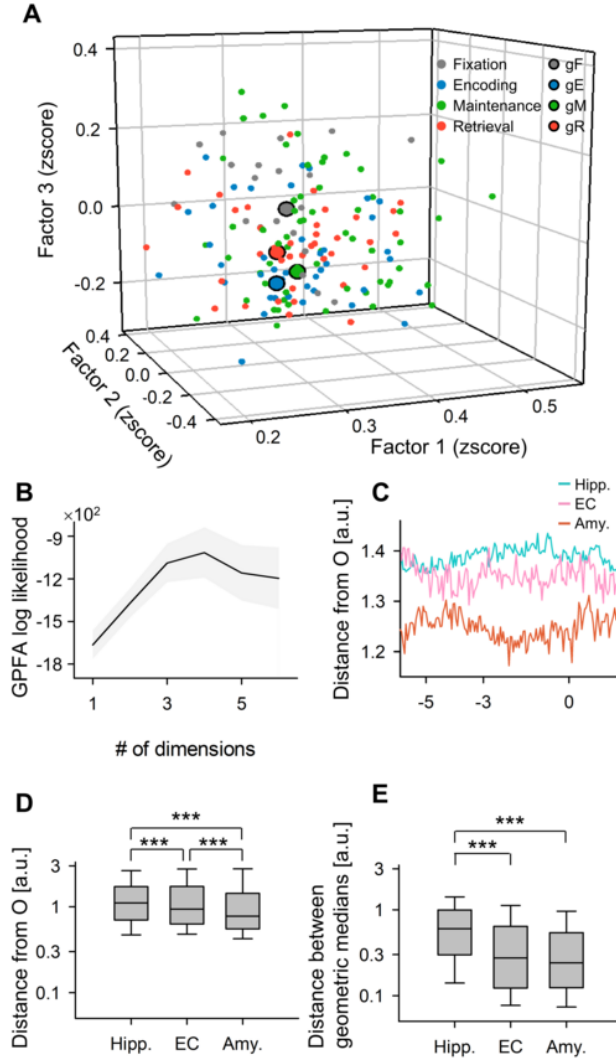 A
Fixation gF
Encoding gE
Maintenance gM
Retrieval gR
Factor 3 (zscore)
0.4
0.2
0.0
-0.2
0.4
0.2
0.0
-0.2
-0.4
Factor 2 (zscore)
0.2 0.3 0.4 0.5
Factor 1 (zscore)
B
×10²
GPFA log likelihood
-9
-12
-15
-18
1 3 5
# of dimensions
C
Hipp.
EC
Amy.
Distance from O [a.u.]
1.4
1.3
1.2
-5 -3 0
D
Distance from O [a.u.]
3
1
0.3
0.1
***
*** ***
Hipp. EC Amy.
E
Distance between
geometric medians [a.u.]
3
1
0.3
0.1
***
***
Hipp. EC Amy.